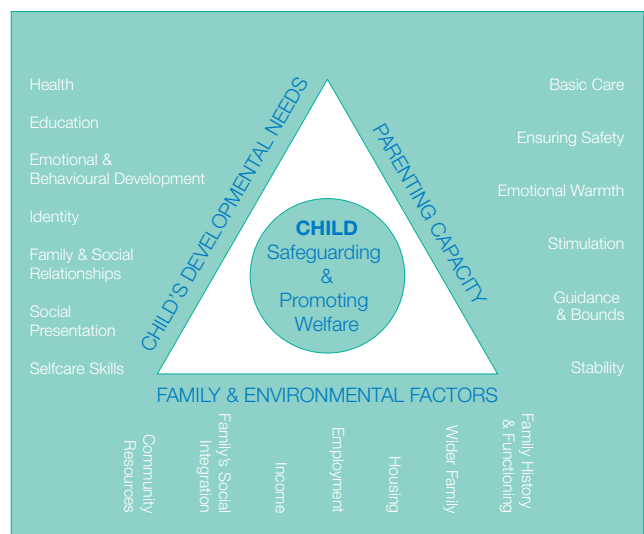 Health
Education
Emotional &
Behavioural Development
Identity
Family & Social
Relationships
Social
Presentation
Selfcare Skills
CHILD'S DEVELOPMENTAL NEEDS
CHILD
Safeguarding
&
Promoting
Welfare
PARENTING CAPACITY
Basic Care
Ensuring Safety
Emotional Warmth
Stimulation
Guidance
& Bounds
Stability
FAMILY & ENVIRONMENTAL FACTORS
Community
Resources
Family's Social
Integration
Income
Employment
Housing
Wider Family
Family History
& Functioning